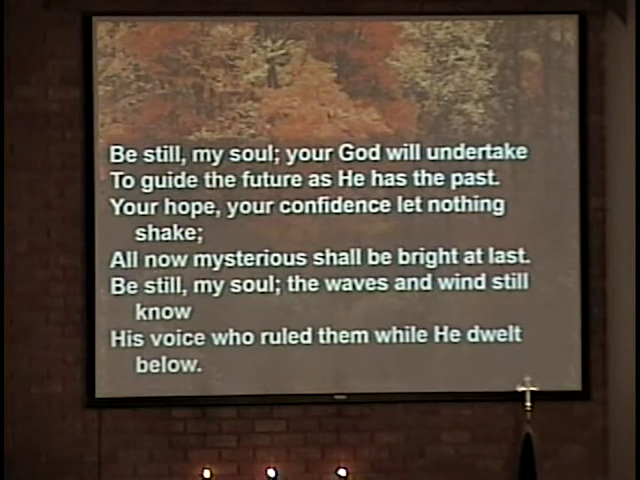 Be still, my soul; your God will undertake
To guide the future as He has the past.
Your hope, your confidence let nothing
shake;
All now mysterious shall be bright at last.
Be still, my soul; the waves and wind still
know
His voice who ruled them while He dwelt
below.